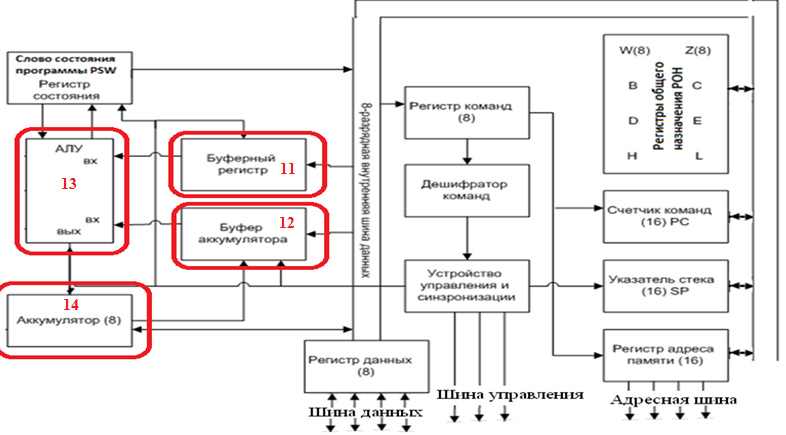 Слово состояния
программы PSW
Регистр
состояния
АЛУ
вх
13
вх
вых
14
Аккумулятор (8)
Буферный
регистр
11
Буфер
аккумулятора
12
8-разрядная внутренняя шина данных
Регистр команд
(8)
Дешифратор
команд
Устройство
управления и
синхронизации
Регистр данных
(8)
Шина данных
Шина управления
W(8) Z(8)
B C
D E
H L
Регистры общего
назначения РОН
Счетчик команд
(16) PC
Указатель стека
(16) SP
Регистр адреса
памяти (16)
Адресная шина